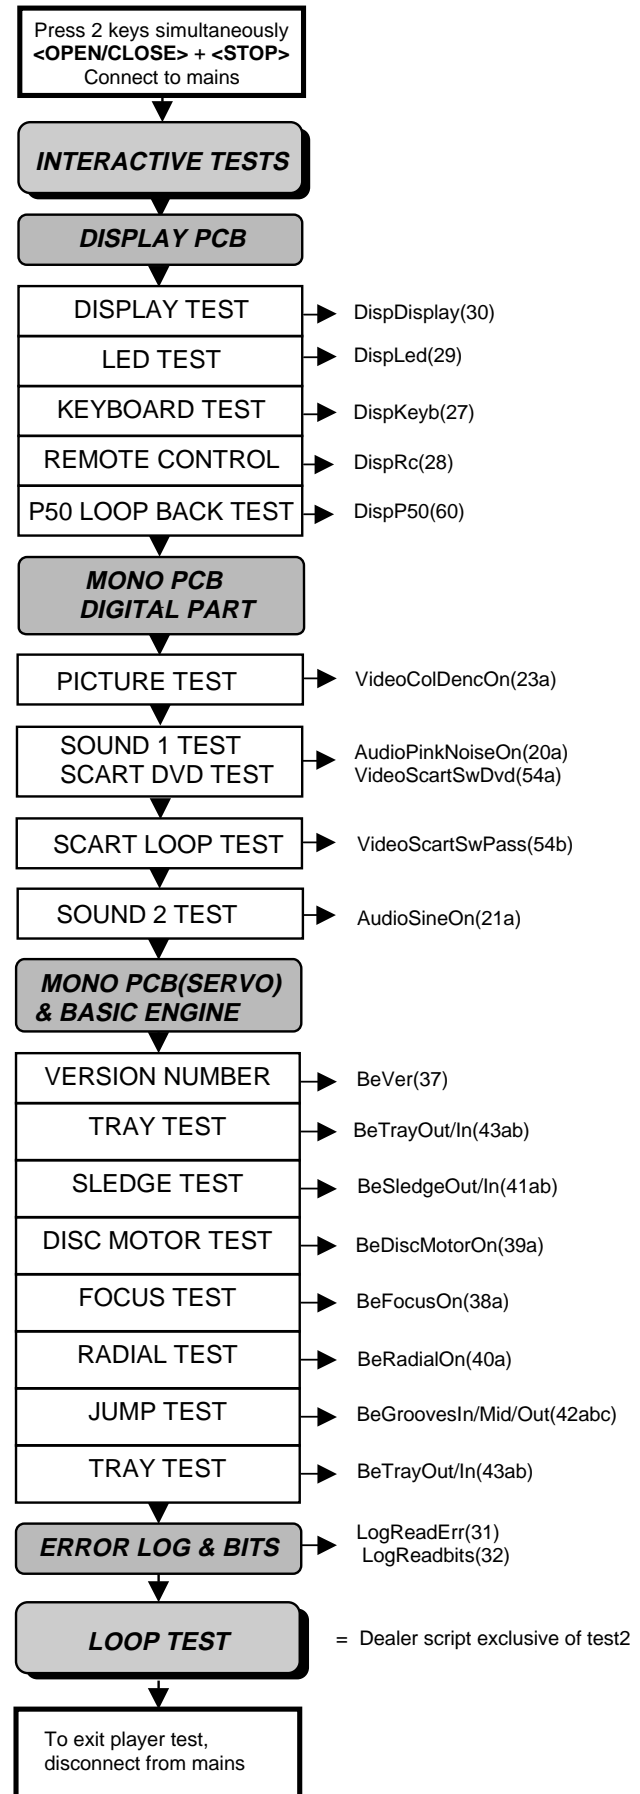 Press 2 keys simultaneously
<OPEN/CLOSE> + <STOP>
Connect to mains
INTERACTIVE TESTS
DISPLAY PCB
DISPLAY TEST
DispDisplay(30)
LED TEST
DispLed(29)
KEYBOARD TEST
DispKeyb(27)
REMOTE CONTROL
DispRc(28)
P50 LOOP BACK TEST
DispP50(60)
MONO PCB
DIGITAL PART
PICTURE TEST
VideoColDencOn(23a)
SOUND 1 TEST
SCART DVD TEST
AudioPinkNoiseOn(20a)
VideoScartSwDvd(54a)
SCART LOOP TEST
VideoScartSwPass(54b)
SOUND 2 TEST
AudioSineOn(21a)
MONO PCB(SERVO)
& BASIC ENGINE
VERSION NUMBER
BeVer(37)
TRAY TEST
BeTrayOut/In(43ab)
SLEDGE TEST
BeSledgeOut/In(41ab)
DISC MOTOR TEST
BeDiscMotorOn(39a)
FOCUS TEST
BeFocusOn(38a)
RADIAL TEST
BeRadialOn(40a)
JUMP TEST
BeGroovesIn/Mid/Out(42abc)
TRAY TEST
BeTrayOut/In(43ab)
ERROR LOG & BITS
LogReadErr(31)
LogReadbits(32)
LOOP TEST
= Dealer script exclusive of test2
To exit player test,
disconnect from mains